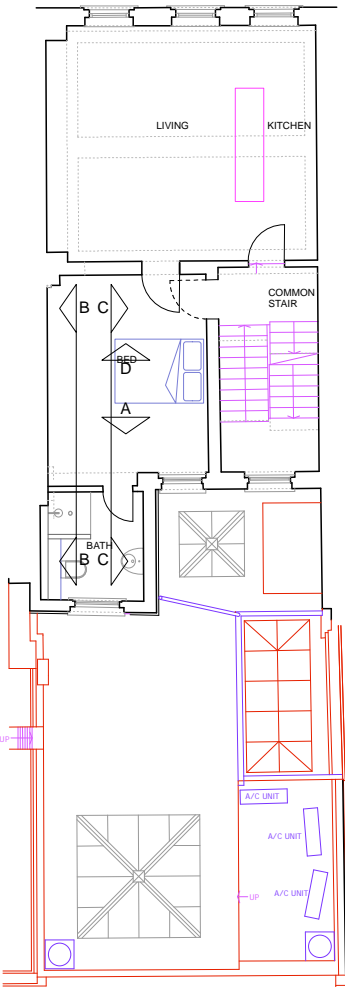 LIVING
KITCHEN
COMMON
STAIR
B C
BED
D
A
BATH
B C
UP
A/C UNIT
A/C UNIT
A/C UNIT
UP